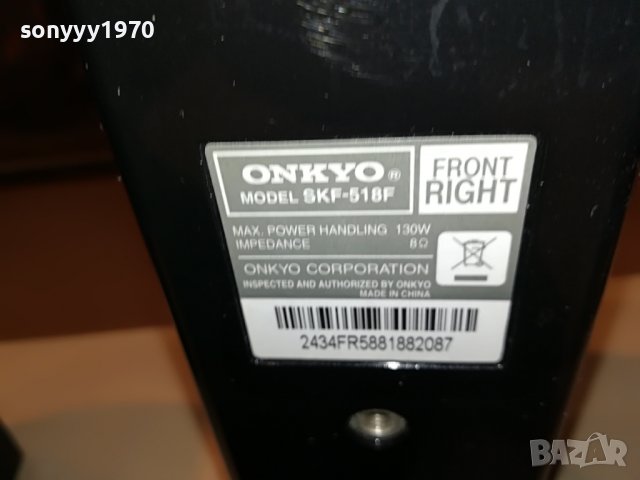 sonyyy1970
ONKYO®
MODEL SKF-518F
FRONT
RIGHT
MAX. POWER HANDLING 130W
IMPEDANCE 8Ω
ONKYO CORPORATION
INSPECTED AND AUTHORIZED BY ONKYO
MADE IN CHINA
2434FR5881882087
BAZAR